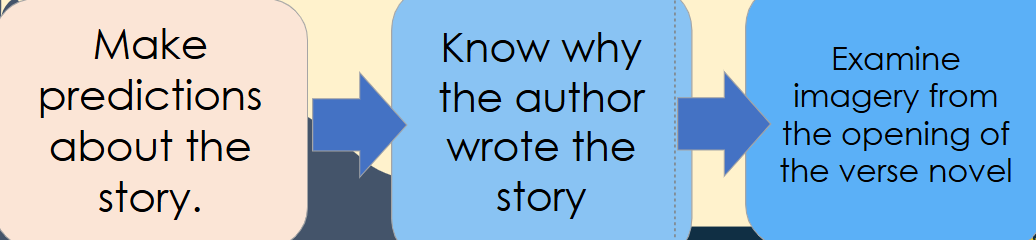 Make
predictions
about the
story.
Know why
the author
wrote the
story
Examine
imagery from
the opening of
the verse novel